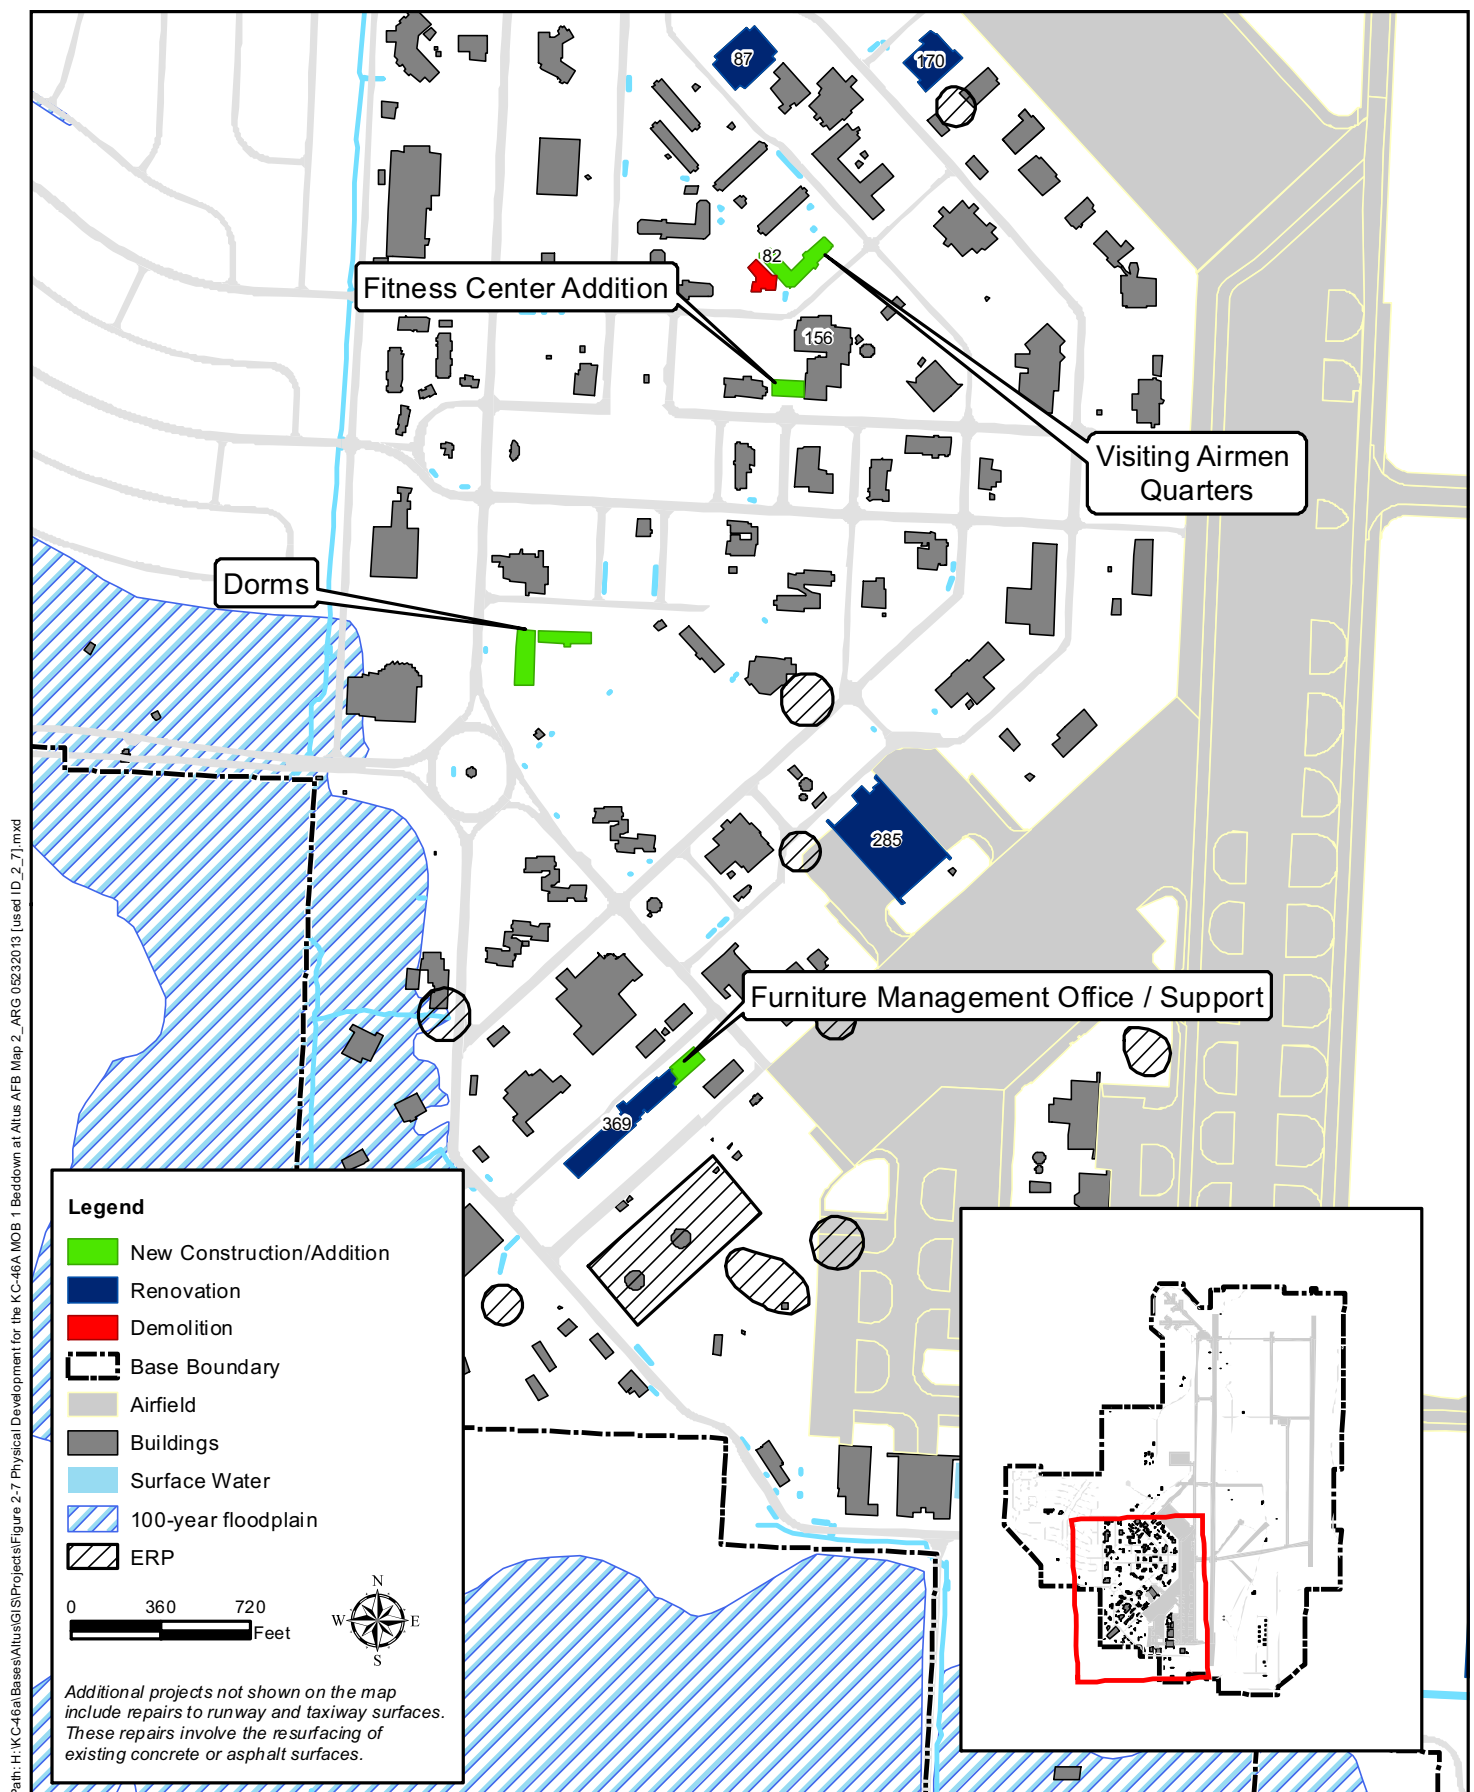 87
170
82
Fitness Center Addition
156
Visiting Airmen
Quarters
Dorms
285
Furniture Management Office / Support
369
Legend
New Construction/Addition
Renovation
Demolition
Base Boundary
Airfield
Buildings
Surface Water
100-year floodplain
ERP
0 360 720
Feet
N
W E
S
Additional projects not shown on the map
include repairs to runway and taxiway surfaces.
These repairs involve the resurfacing of
existing concrete or asphalt surfaces.
Path: H:\KC-46a\Bases\Altus\GIS\Projects\Figure 2-7 Physical Development for the KC-46A MOB 1 Beddown at Altus AFB Map 2_ARG 05232013 [used ID_2_7].mxd